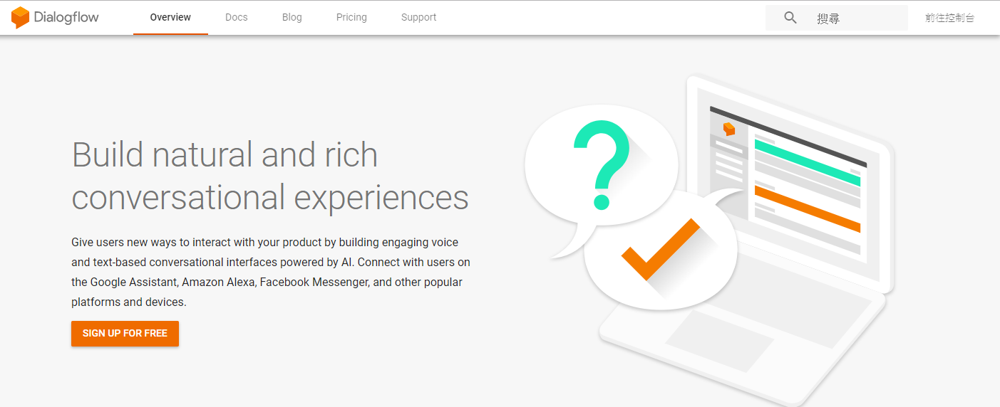 Dialogflow
Overview
Docs
Blog
Pricing
Support
搜尋
前往控制台
Build natural and rich
conversational experiences
Give users new ways to interact with your product by building engaging voice
and text-based conversational interfaces powered by AI. Connect with users on
the Google Assistant, Amazon Alexa, Facebook Messenger, and other popular
platforms and devices.
SIGN UP FOR FREE